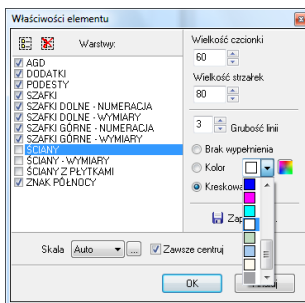 Właściwości elementu
Warstwy:
AGD
DODATKI
PODESTY
SZAFKI
SZAFKI DOLNE - NUMERACJA
SZAFKI DOLNE - WYMIARY
SZAFKI GÓRNE - NUMERACJA
SZAFKI GÓRNE - WYMIARY
ŚCIANY
ŚCIANY - WYMIARY
ŚCIANY Z PŁYTKAMI
ZNAK PÓŁNOCY
Wielkość czcionki
60
Wielkość strzałek
80
3 Grubość linii
Brak wypełnienia
Kolor
Skala Auto ... Zawsze centruj
OK